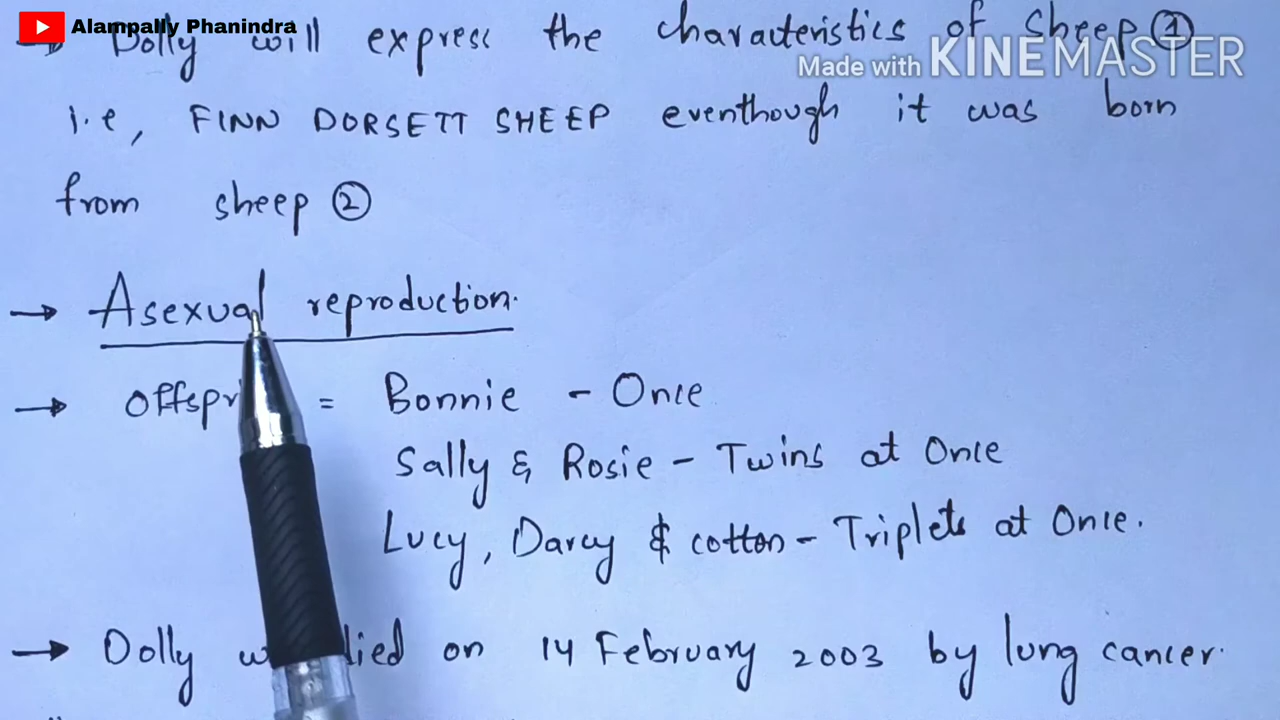 Alampally Phanindra
Made with KINEMASTER
→ Dolly will express the characteristics of sheep ①
i.e, FINN DORSETT SHEEP eventhough it was born
from sheep ②
→ Asexual reproduction.
→ = Bonnie - Once
Sally & Rosie - Twins at Once
Lucy, Darcy & cotton - Triplets at Once.
→ Dolly died on 14 February 2003 by lung cancer.